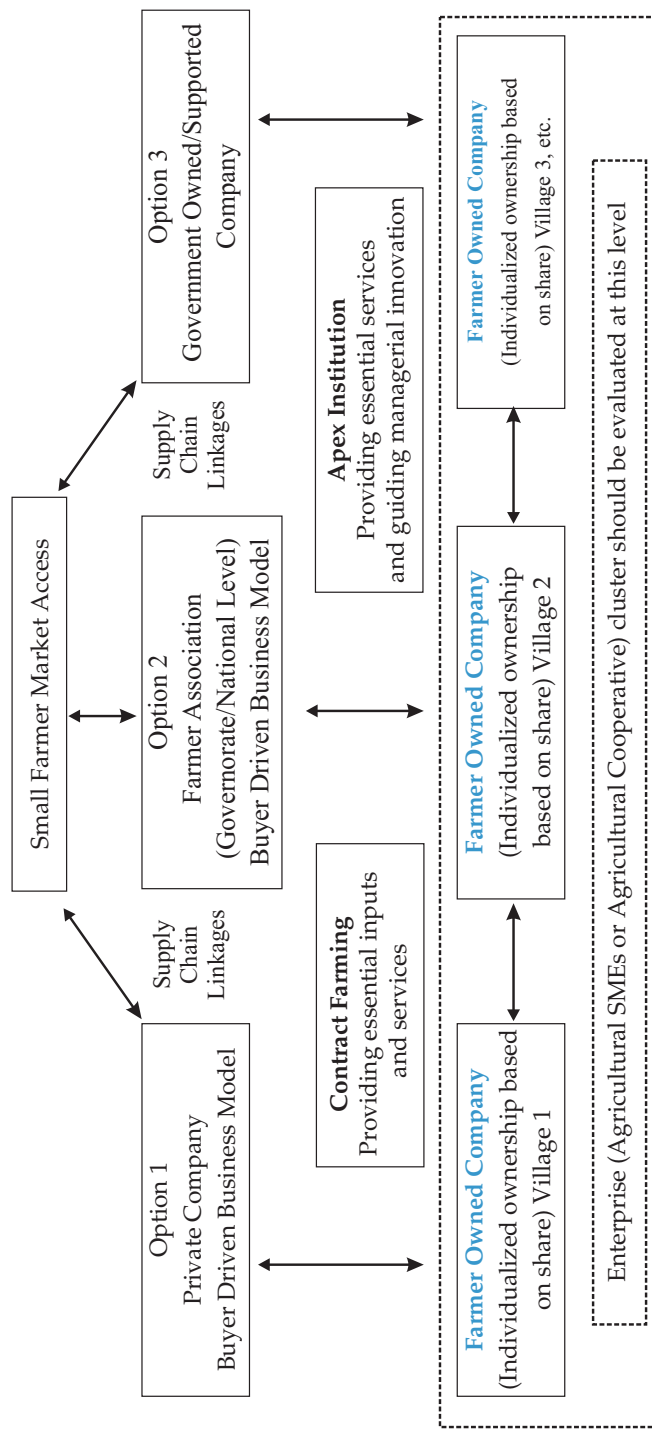 Small Farmer Market Access
Supply
Chain
Linkages
Supply
Chain
Linkages
Option 1
Private Company
Buyer Driven Business Model
Option 2
Farmer Association
(Governorate/National Level)
Buyer Driven Business Model
Option 3
Government Owned/Supported
Company
Contract Farming
Providing essential inputs
and services
Apex Institution
Providing essential services
and guiding managerial innovation
Farmer Owned Company
(Individualized ownership based
on share) Village 1
Farmer Owned Company
(Individualized ownership
based on share) Village 2
Farmer Owned Company
(Individualized ownership based
on share) Village 3, etc.
Enterprise (Agricultural SMEs or Agricultural Cooperative) cluster should be evaluated at this level